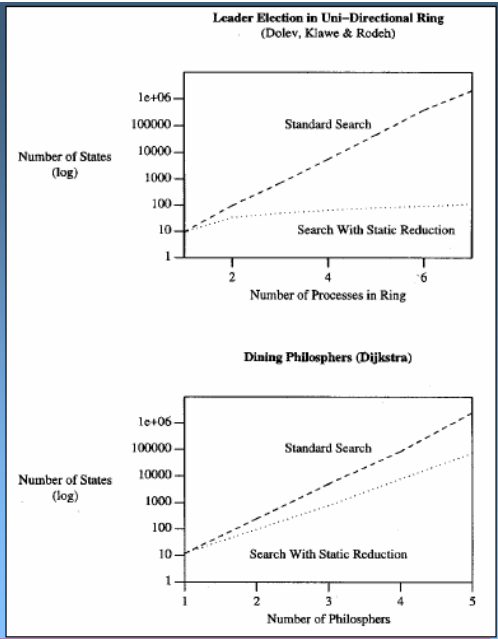 Leader Election in Uni-Directional Ring
(Dolev, Klawe & Rodeh)
1e+06
100000
10000
1000
100
10
1
Number of States
(log)
Standard Search
Search With Static Reduction
2 4 6
Number of Processes in Ring
Dining Philosphers (Dijkstra)
1e+06
100000
10000
1000
100
10
1
Number of States
(log)
Standard Search
Search With Static Reduction
1 2 3 4 5
Number of Philosphers